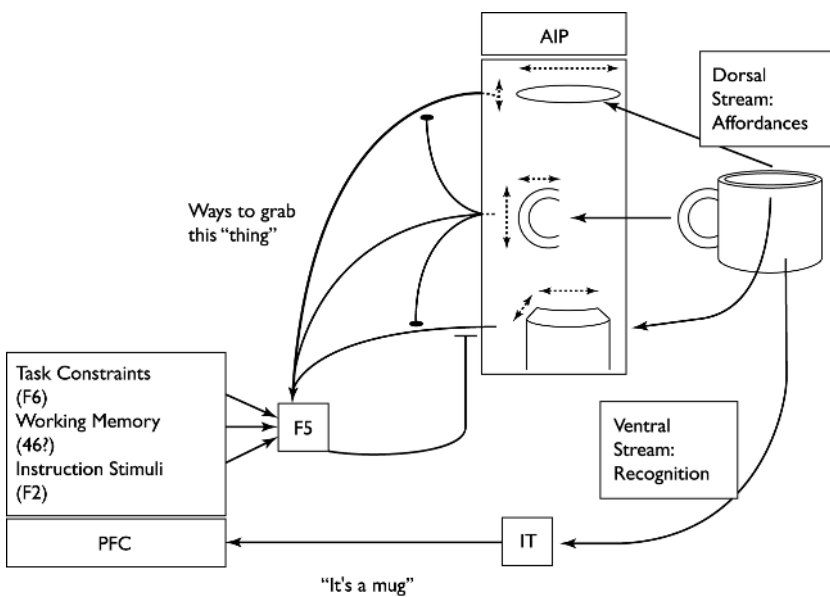 AIP
Dorsal
Stream:
Affordances
Ways to grab
this “thing”
Task Constraints
(F6)
Working Memory
(46?)
Instruction Stimuli
(F2)
F5
Ventral
Stream:
Recognition
PFC
IT
“It's a mug”